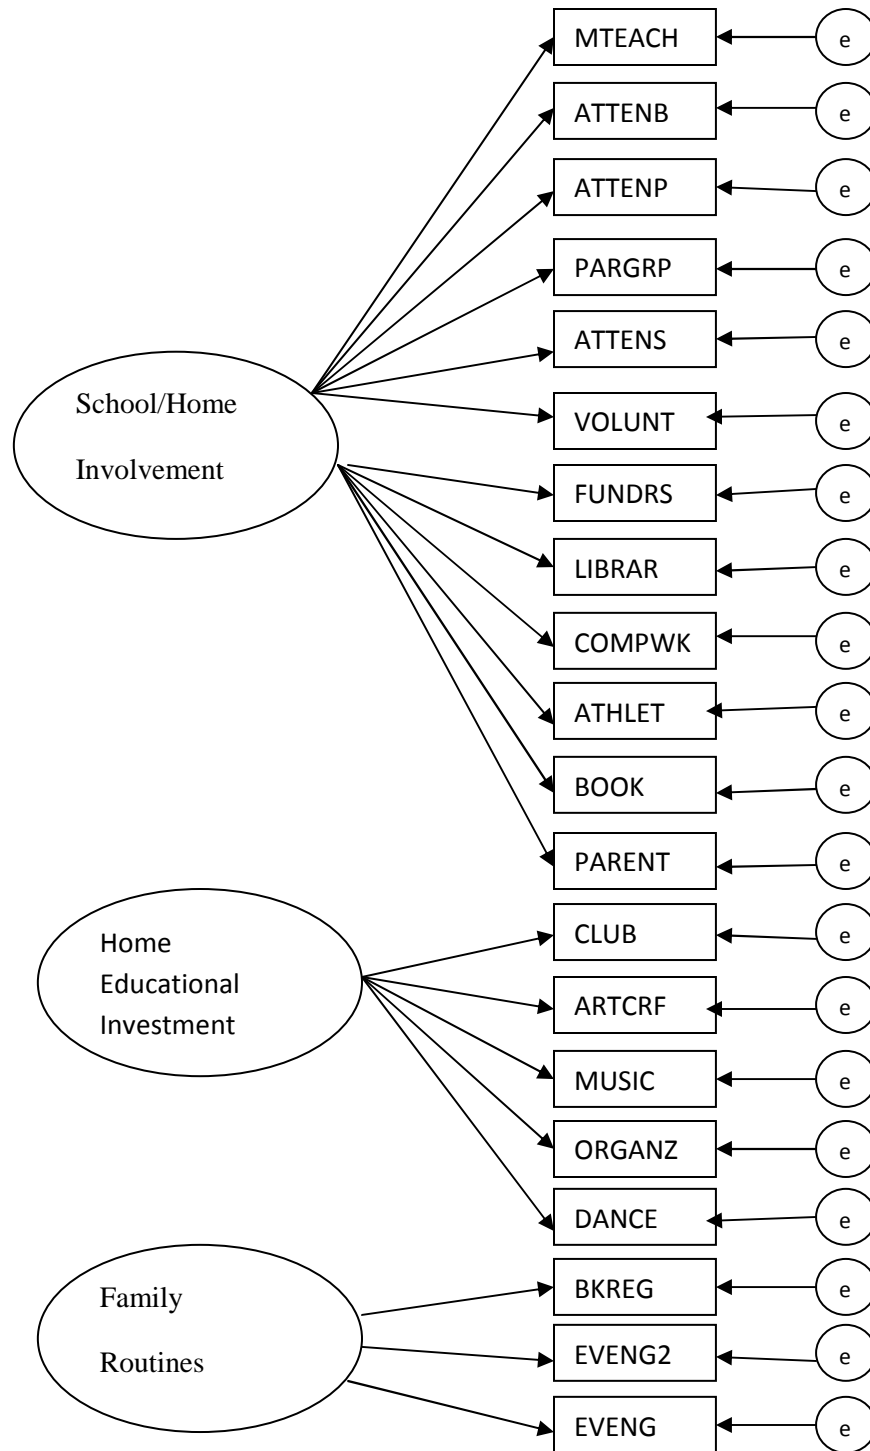 MTEACH e
ATTENB e
ATTENP e
PARGRP e
ATTENS e
School/Home
Involvement
VOLUNT e
FUNDRS e
LIBRAR e
COMPWK e
ATHLET e
BOOK e
PARENT e
Home
Educational
Investment
CLUB e
ARTCRF e
MUSIC e
ORGANZ e
DANCE e
Family
Routines
BKREG e
EVENG2 e
EVENG e